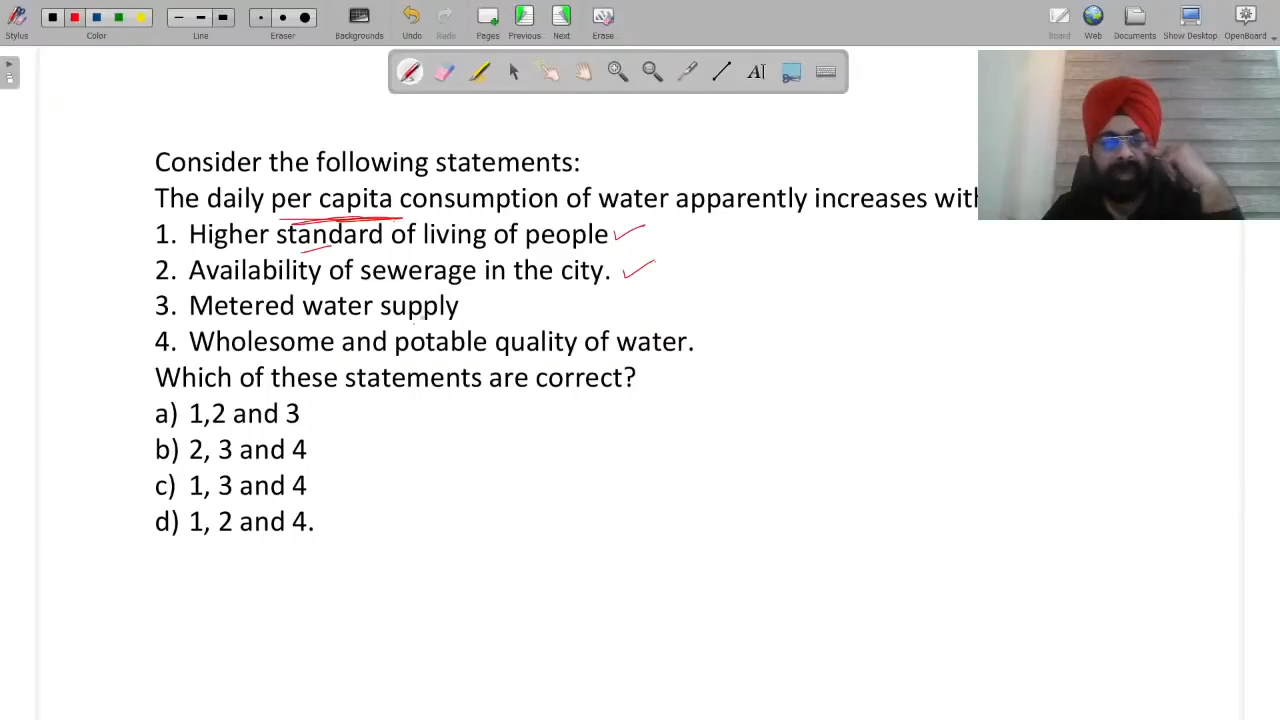 Stylus Color Line Eraser Backgrounds Undo Redo Pages Previous Next Erase Board Web Documents Show Desktop OpenBoard
Consider the following statements:
The daily per capita consumption of water apparently increases
1. Higher standard of living of people
2. Availability of sewerage in the city.
3. Metered water supply
4. Wholesome and potable quality of water.
Which of these statements are correct?
a) 1,2 and 3
b) 2, 3 and 4
c) 1, 3 and 4
d) 1, 2 and 4.